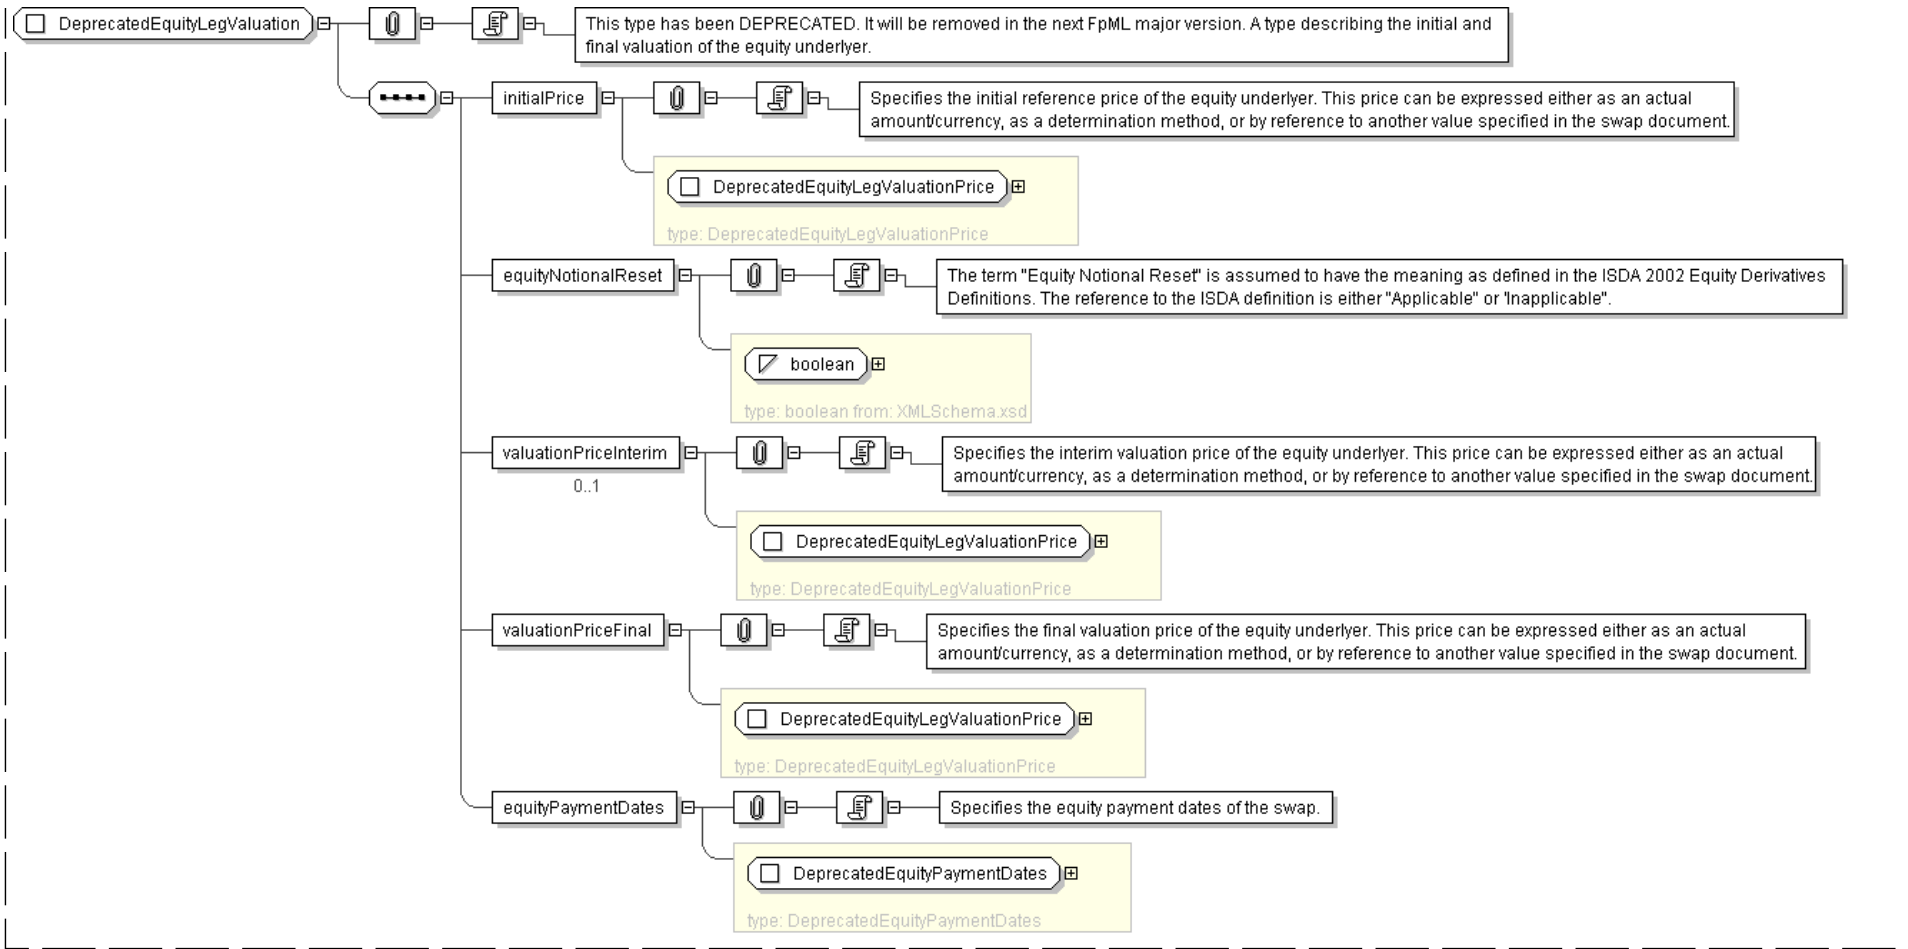 DeprecatedEquityLegValuation
This type has been DEPRECATED. It will be removed in the next FpML major version. A type describing the initial and
final valuation of the equity underlyer.
initialPrice
Specifies the initial reference price of the equity underlyer. This price can be expressed either as an actual
amount/currency, as a determination method, or by reference to another value specified in the swap document.
DeprecatedEquityLegValuationPrice
type: DeprecatedEquityLegValuationPrice
equityNotionalReset
The term "Equity Notional Reset" is assumed to have the meaning as defined in the ISDA 2002 Equity Derivatives
Definitions. The reference to the ISDA definition is either "Applicable" or 'Inapplicable".
boolean
type: boolean from: XMLSchema.xsd
valuationPriceInterim
0..1
Specifies the interim valuation price of the equity underlyer. This price can be expressed either as an actual
amount/currency, as a determination method, or by reference to another value specified in the swap document.
DeprecatedEquityLegValuationPrice
type: DeprecatedEquityLegValuationPrice
valuationPriceFinal
Specifies the final valuation price of the equity underlyer. This price can be expressed either as an actual
amount/currency, as a determination method, or by reference to another value specified in the swap document.
DeprecatedEquityLegValuationPrice
type: DeprecatedEquityLegValuationPrice
equityPaymentDates
Specifies the equity payment dates of the swap.
DeprecatedEquityPaymentDates
type: DeprecatedEquityPaymentDates